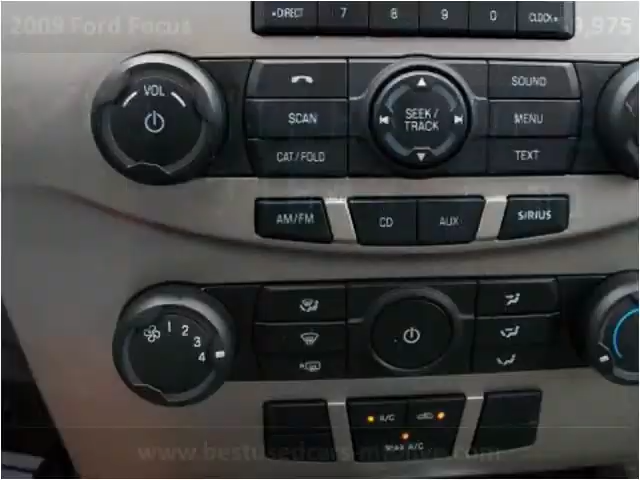 2009 Ford Focus
DIRECT 7 8 9 0 CLOCK ,975
VOL SOUND
SCAN SEEK / TRACK MENU
CAT/FOLD TEXT
AM/FM CD AUX SIRIUS
1 2 3 4
R
A/C
MAX A/C